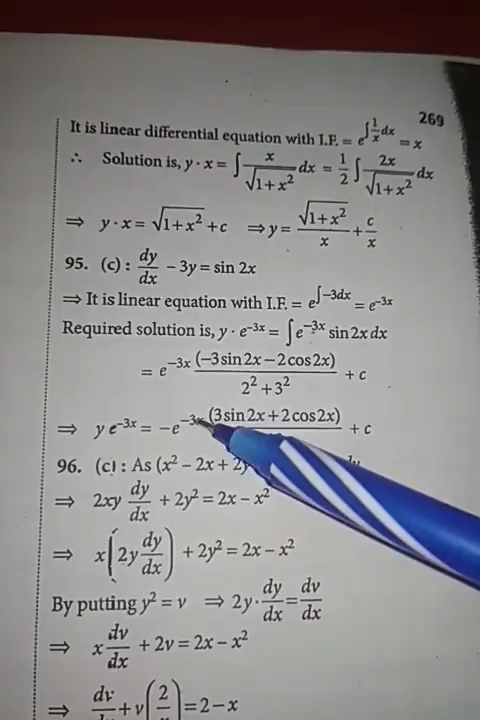 269
It is linear differential equation with I.F. = e^{∫ 1/x dx} = x
∴ Solution is, y · x = ∫ x/√(1+x²) dx = 1/2 ∫ 2x/√(1+x²) dx
⇒ y · x = √(1+x²) + c ⇒ y = √(1+x²)/x + c/x
95. (c) : dy/dx − 3y = sin 2x
⇒ It is linear equation with I.F. = e^{∫−3dx} = e^{−3x}
Required solution is, y · e^{−3x} = ∫ e^{−3x} sin 2x dx
= e^{−3x} (−3 sin 2x − 2 cos 2x)/(2² + 3²) + c
⇒ y e^{−3x} = −e^{−3x} (3 sin 2x + 2 cos 2x) + c
96. (c) : As (x² − 2x + 2y
⇒ 2xy dy/dx + 2y² = 2x − x²
⇒ x(2y dy/dx) + 2y² = 2x − x²
By putting y² = v ⇒ 2y · dy/dx = dv/dx
⇒ x dv/dx + 2v = 2x − x²
⇒ dv/dx + v(2/x) = 2 − x